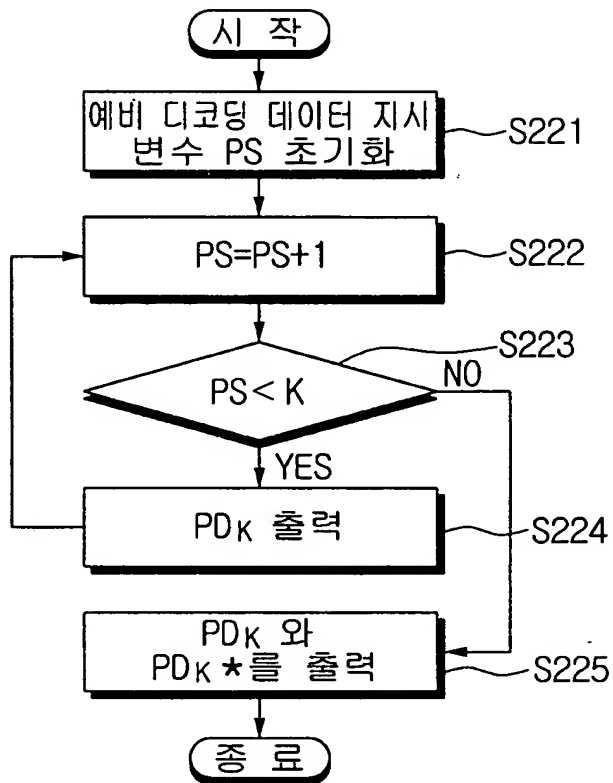 시 작
예비 디코딩 데이터 지시
변수 PS 초기화
S221
PS=PS+1
S222
S223
PS< K
NO
YES
PDK 출력
S224
PDK 와
PDK *를 출력
S225
종 료